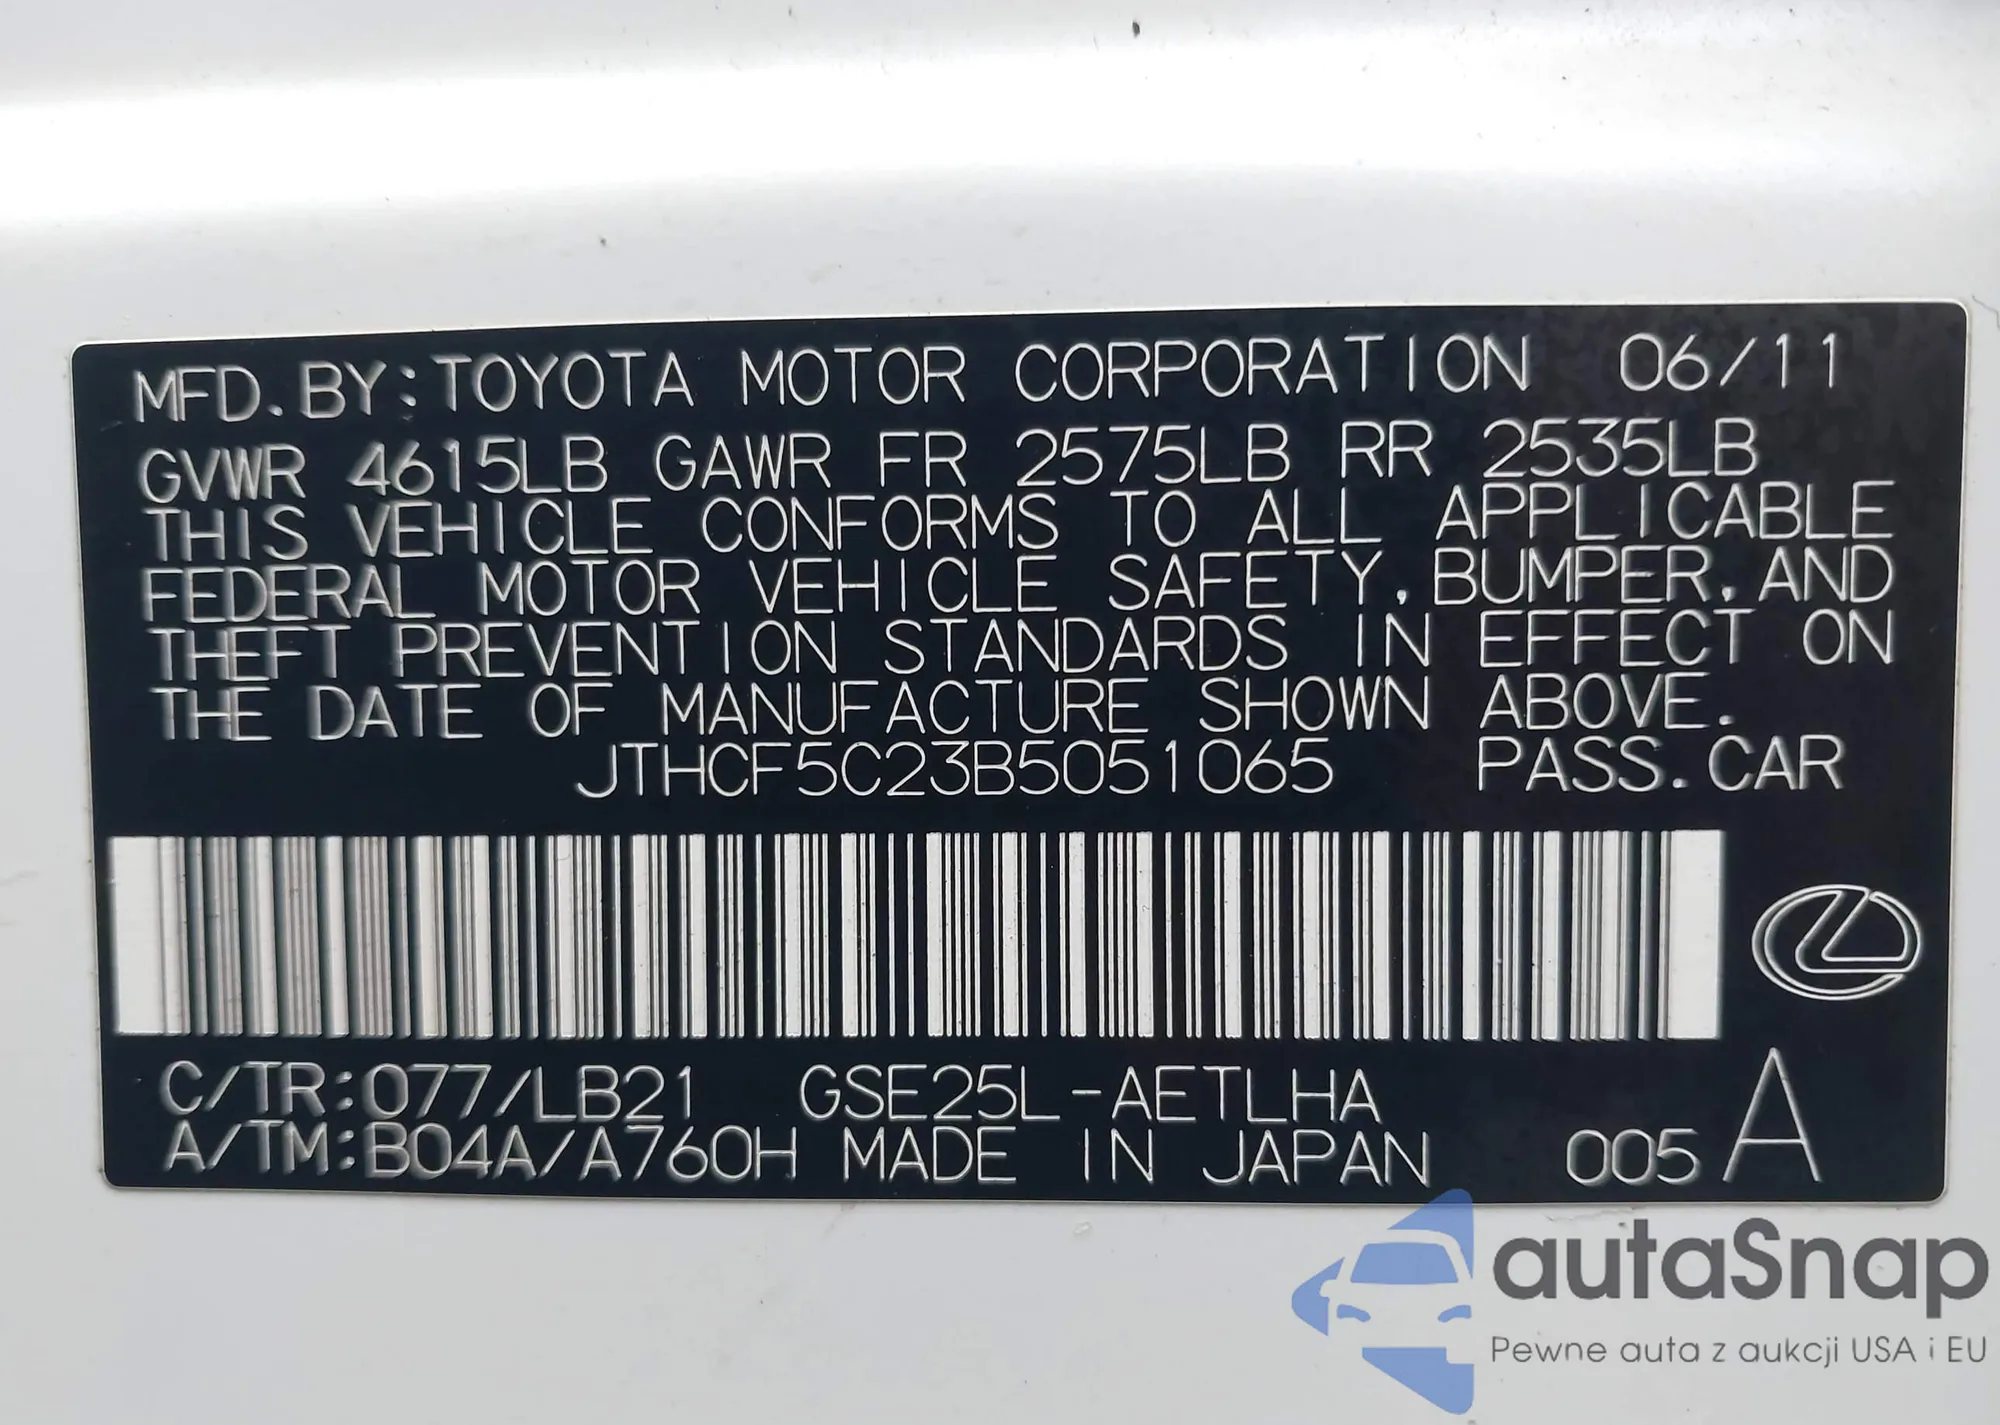 MFD. BY: TOYOTA MOTOR CORPORATION 06/11
GVWR 4615LB GAWR FR 2575LB RR 2535LB
THIS VEHICLE CONFORMS TO ALL APPLICABLE
FEDERAL MOTOR VEHICLE SAFETY, BUMPER, AND
THEFT PREVENTION STANDARDS IN EFFECT ON
THE DATE OF MANUFACTURE SHOWN ABOVE.
JTHCF5C23B5051065 PASS. CAR
C/TR: 077/LB21 GSE25L-AETLHA
A/TM: B04A/A760H MADE IN JAPAN 005 A
autaSnap
Pewne auta z aukcji USA i EU